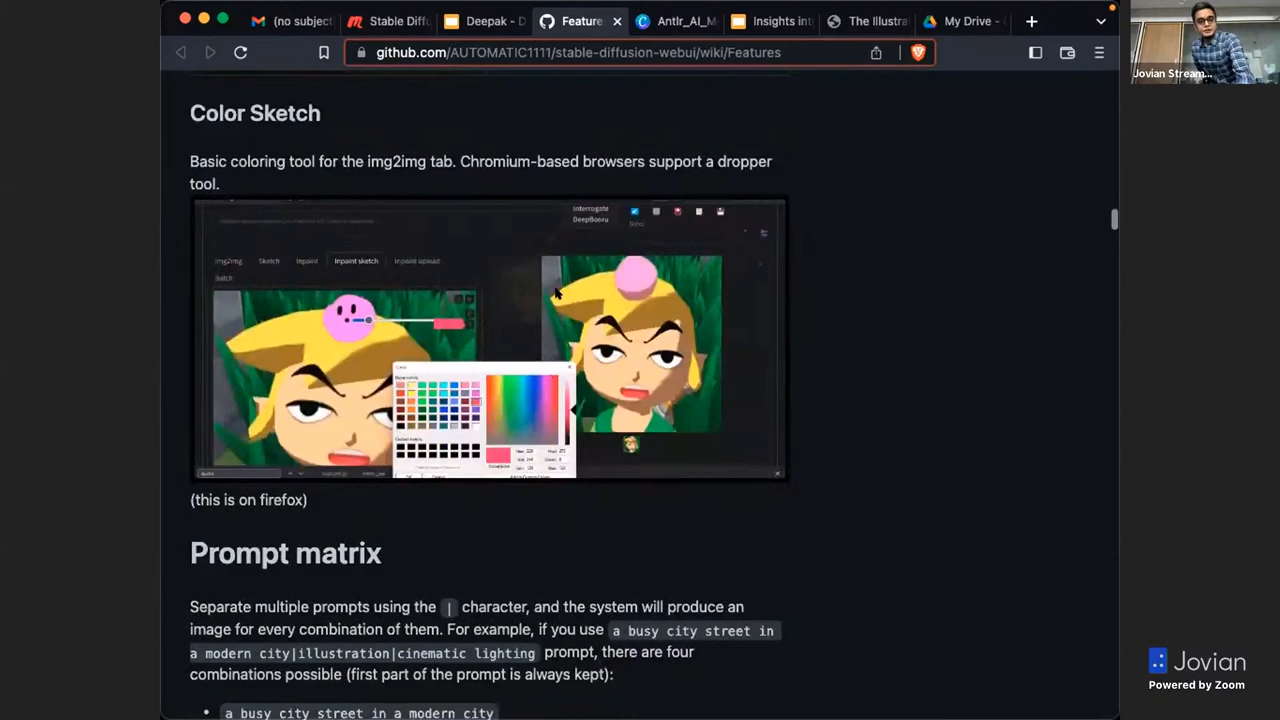 (no subject
Stable Diffu
Deepak - D
Feature
Antlr_AI_M
Insights int
The Illustra
My Drive -
github.com/AUTOMATIC1111/stable-diffusion-webui/wiki/Features
Jovian Stream...
Color Sketch
Basic coloring tool for the img2img tab. Chromium-based browsers support a dropper
tool.
Interrogate
DeepBooru
img2img
Sketch
Inpaint
Inpaint sketch
Inpaint upload
(this is on firefox)
Prompt matrix
Separate multiple prompts using the | character, and the system will produce an
image for every combination of them. For example, if you use a busy city street in
a modern city|illustration|cinematic lighting prompt, there are four
combinations possible (first part of the prompt is always kept):
• a busy city street in a modern city
Jovian
Powered by Zoom